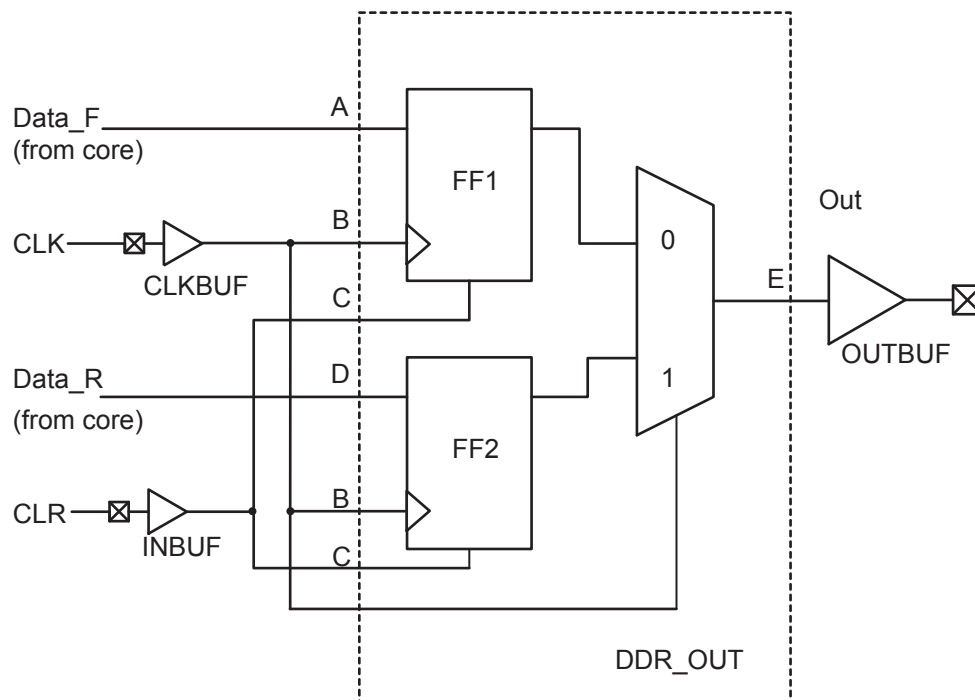 Data_F
(from core)
A
FF1
CLK
CLKBUF
B
C
0
Out
E
OUTBUF
Data_R
(from core)
D
1
FF2
CLR
INBUF
B
C
DDR_OUT